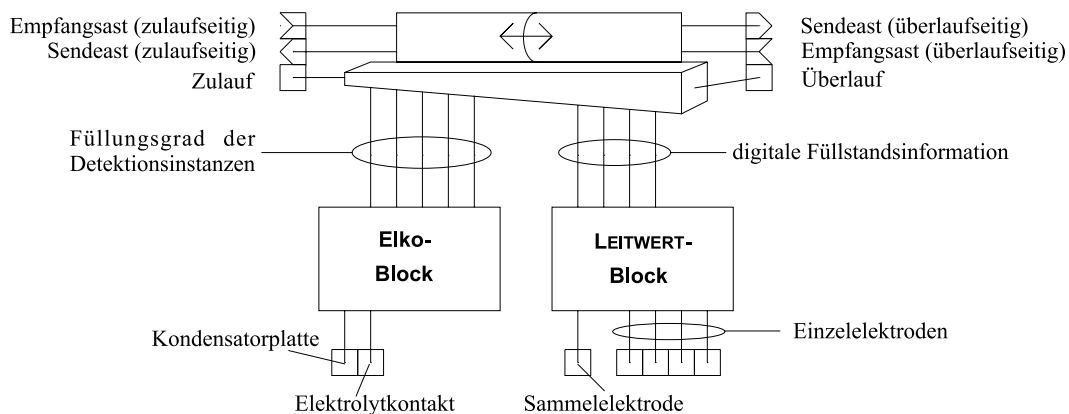 Empfangsast (zulaufseitig)
Sendeast (überlaufseitig)
Sendeast (zulaufseitig)
Empfangsast (überlaufseitig)
Zulauf
Überlauf
Füllungsgrad der
Detektionsinstanzen
digitale Füllstandsinformation
Elko-
Block
LEITWERT-
Block
Kondensatorplatte
Einzelelektroden
Elektrolytkontakt
Sammelelektrode